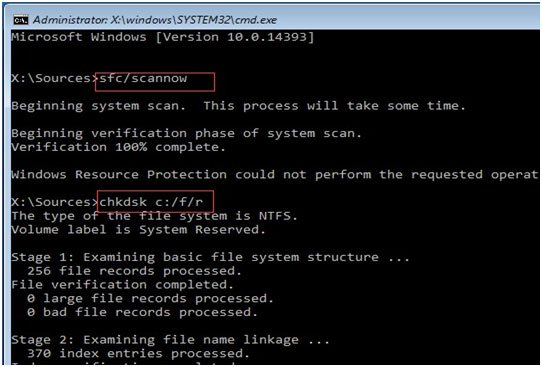 Administrator: X:\windows\SYSTEM32\cmd.exe
Microsoft Windows [Version 10.0.14393]
X:\Sources>sfc/scannow
Beginning system scan.  This process will take some time.
Beginning verification phase of system scan.
Verification 100% complete.
Windows Resource Protection could not perform the requested operat
X:\Sources>chkdsk c:/f/r
The type of the file system is NTFS.
Volume label is System Reserved.
Stage 1: Examining basic file system structure ...
  256 file records processed.
File verification completed.
  0 large file records processed.
  0 bad file records processed.
Stage 2: Examining file name linkage ...
  370 index entries processed.